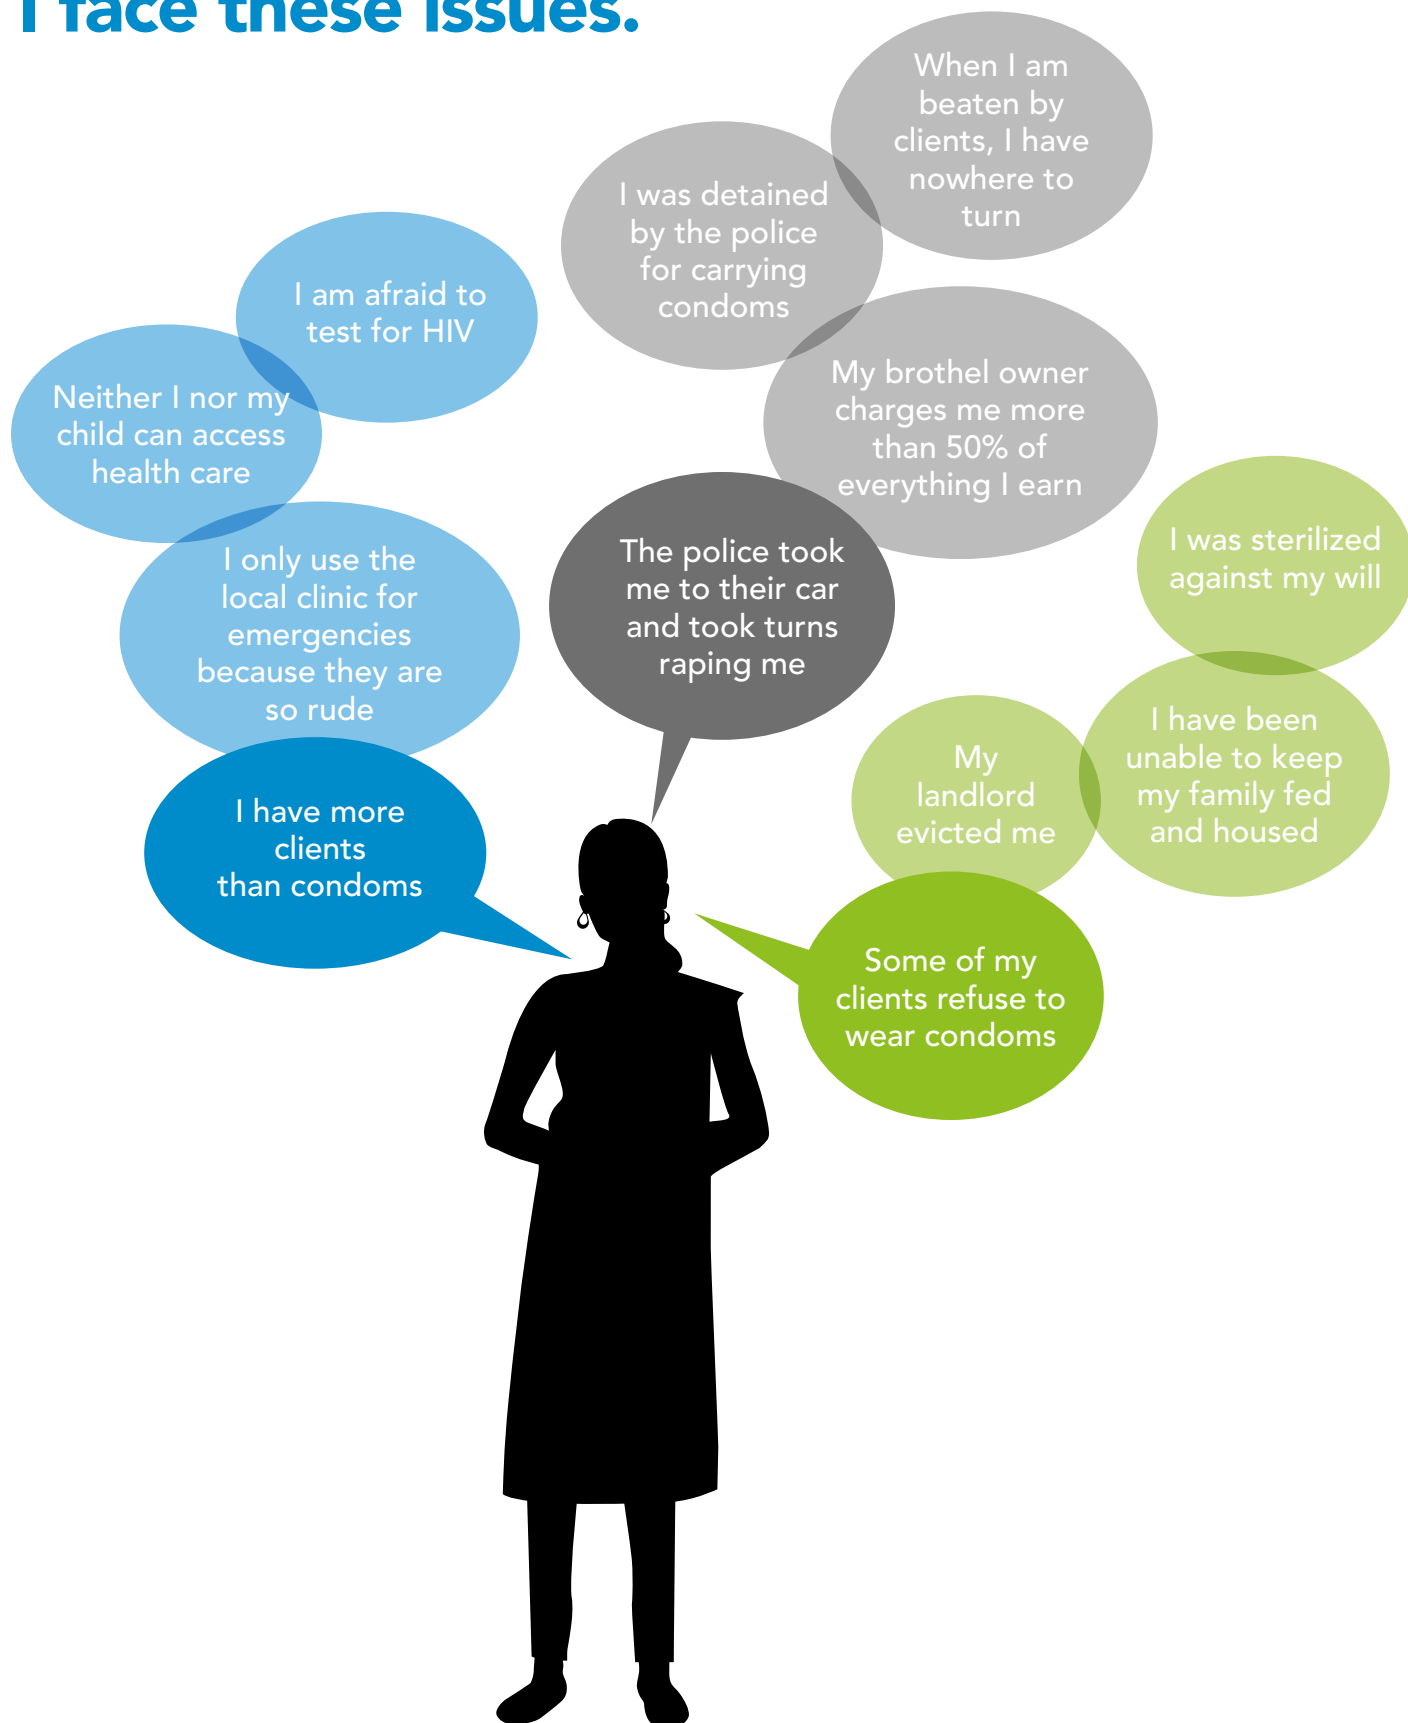 I face these issues.
When I am
beaten by
clients, I have
nowhere to
turn
I was detained
by the police
for carrying
condoms
I am afraid to
test for HIV
Neither I nor my
child can access
health care
My brothel owner
charges me more
than 50% of
everything I earn
I only use the
local clinic for
emergencies
because they are
so rude
The police took
me to their car
and took turns
raping me
I was sterilized
against my will
I have been
unable to keep
my family fed
and housed
My
landlord
evicted me
I have more
clients
than condoms
Some of my
clients refuse to
wear condoms